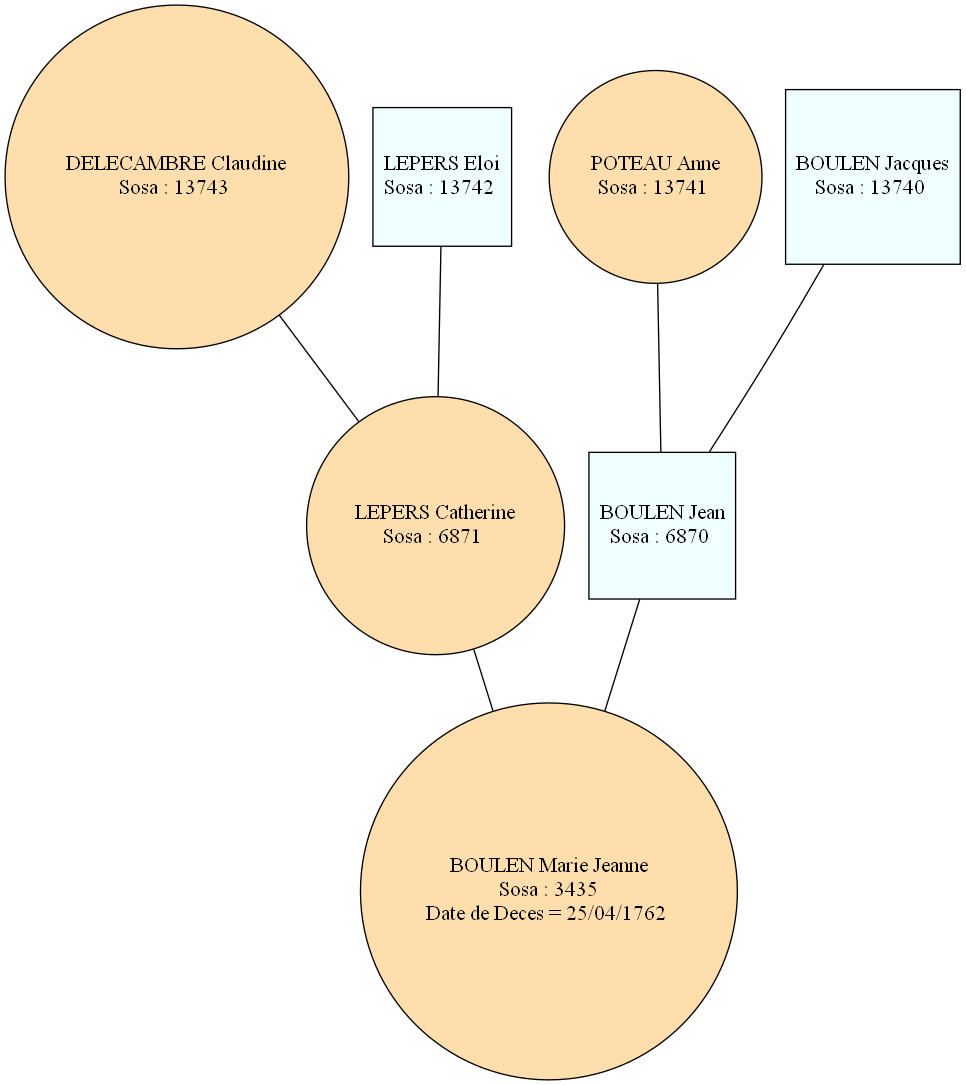 DELECAMBRE Claudine
Sosa : 13743
LEPERS Eloi
Sosa : 13742
POTEAU Anne
Sosa : 13741
BOULEN Jacques
Sosa : 13740
LEPERS Catherine
Sosa : 6871
BOULEN Jean
Sosa : 6870
BOULEN Marie Jeanne
Sosa : 3435
Date de Deces = 25/04/1762